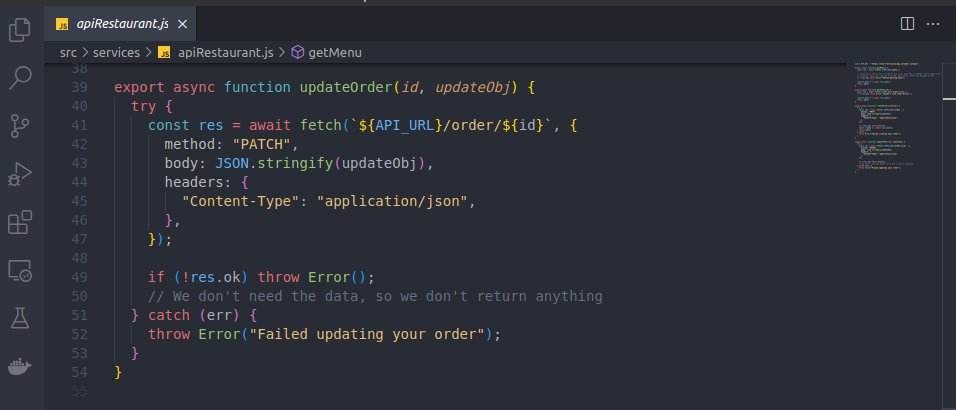 JS apiRestaurant.js ×
src > services > JS apiRestaurant.js > getMenu
38
39 export async function updateOrder(id, updateObj) {
40   try {
41     const res = await fetch(`${API_URL}/order/${id}`, {
42       method: "PATCH",
43       body: JSON.stringify(updateObj),
44       headers: {
45         "Content-Type": "application/json",
46       },
47     });
48
49     if (!res.ok) throw Error();
50     // We don't need the data, so we don't return anything
51   } catch (err) {
52     throw Error("Failed updating your order");
53   }
54 }
55